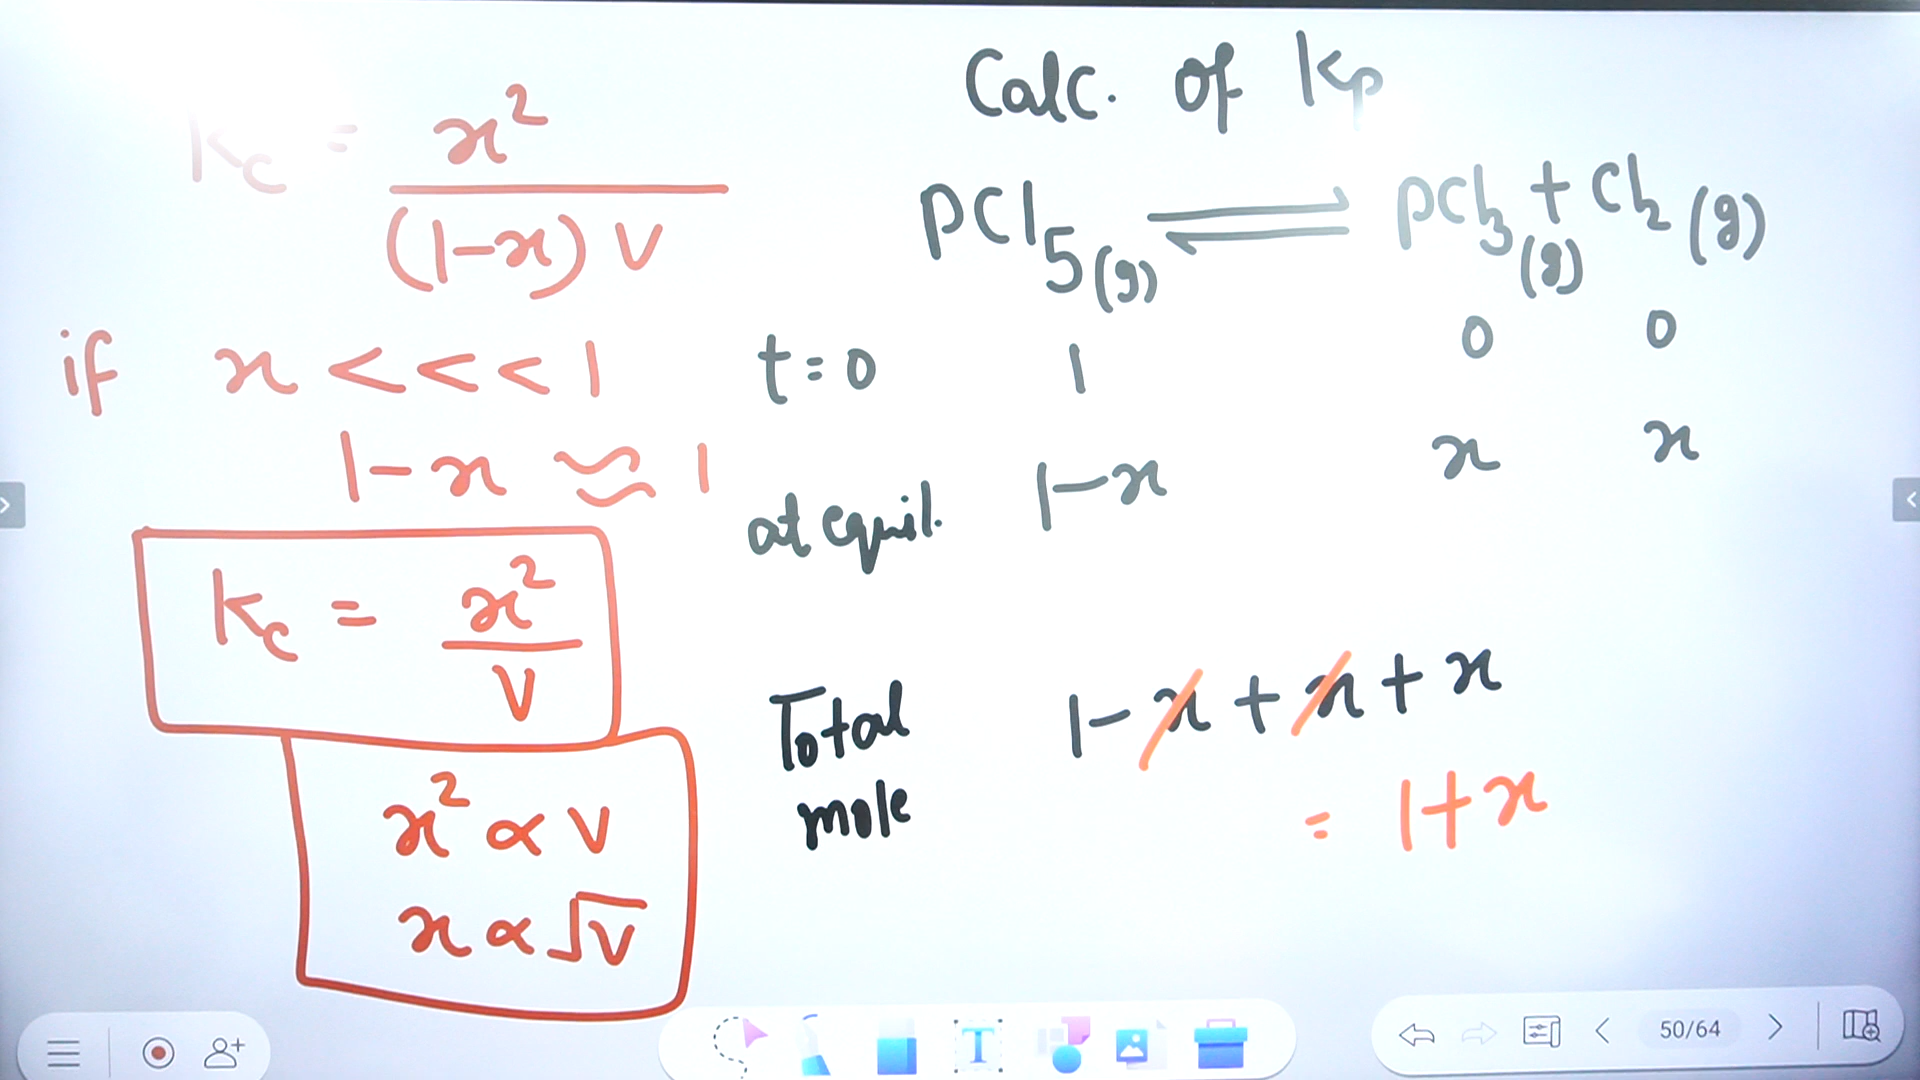 Kc = x²
(1-x) V
if x <<< 1
1-x ≈ 1
Kc = x²
V
x² ∝ V
x ∝ √V
Calc. of Kp
PCl5(g) ⇌ PCl3(g) + Cl2(g)
t=0 1 0 0
at equil. 1-x x x
Total mole 1-x+x+x
= 1+x
T
50/64